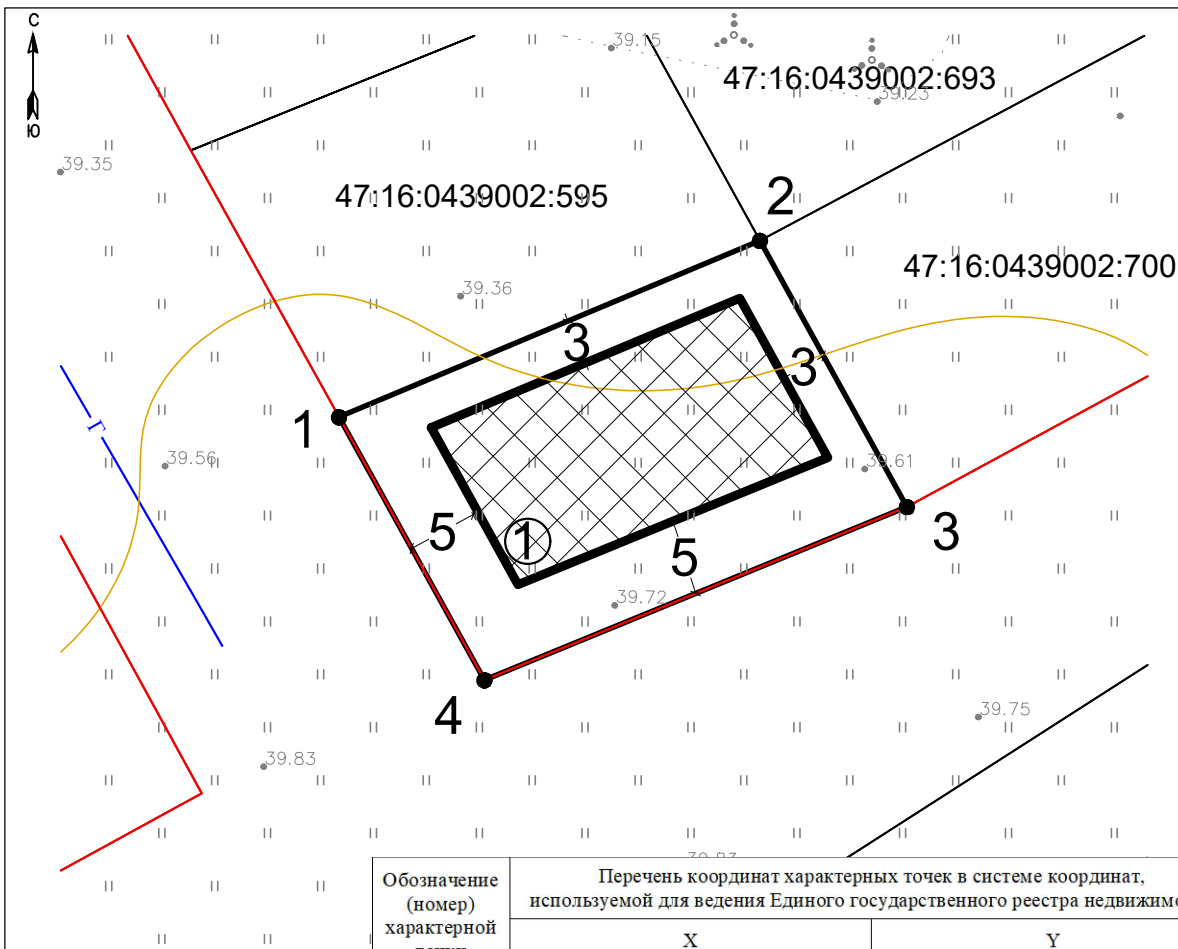 С
Ю
39.15
47:16:0439002:693
39.23
39.35
47:16:0439002:595
2
47:16:0439002:700
39.36
3
3
1
39.56
39.61
Г
5
1
5
3
39.72
4
39.75
39.83
Обозначение
(номер)
характерной
Перечень координат характерных точек в системе координат,
используемой для ведения Единого государственного реестра
X
Y